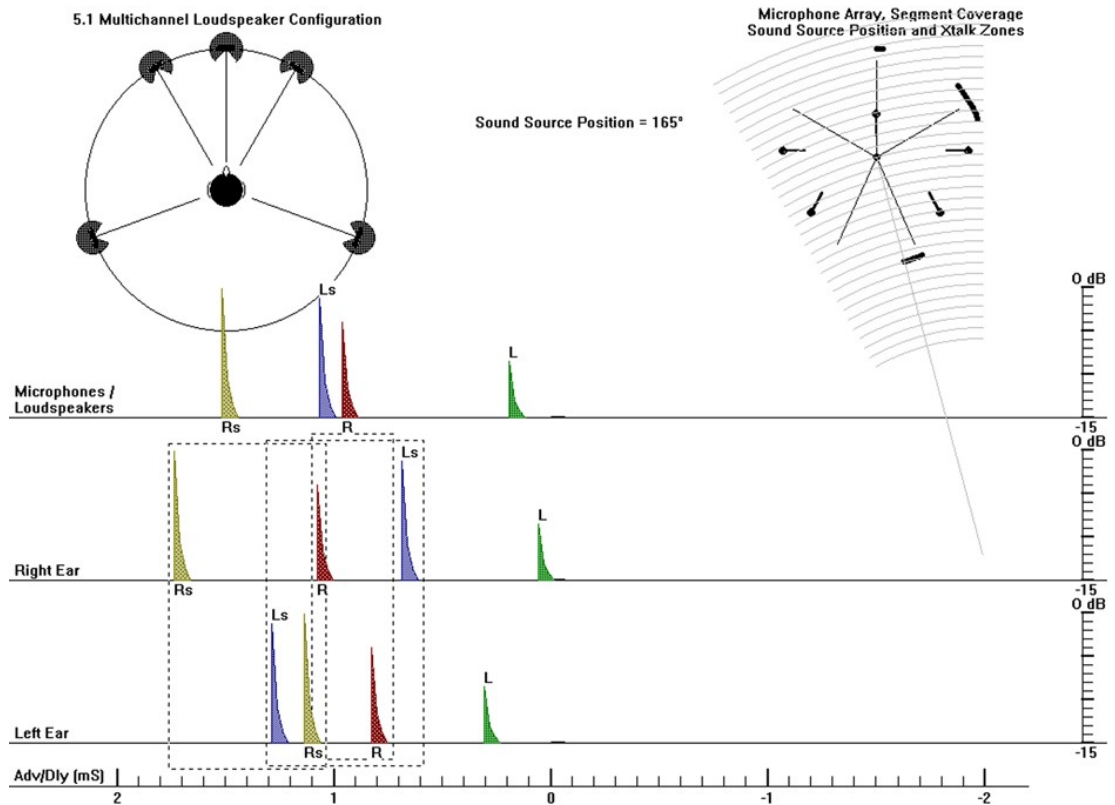 5.1 Multichannel Loudspeaker Configuration
Microphone Array, Segment Coverage
Sound Source Position and Xtalk Zones
Sound Source Position = 165°
0 dB
Ls
L
Microphones /
Loudspeakers
Rs
R
-15
0 dB
Ls
L
Right Ear
Rs
R
-15
0 dB
Ls
L
Left Ear
Rs
R
-15
Adv/Dly (mS)
2
1
0
-1
-2